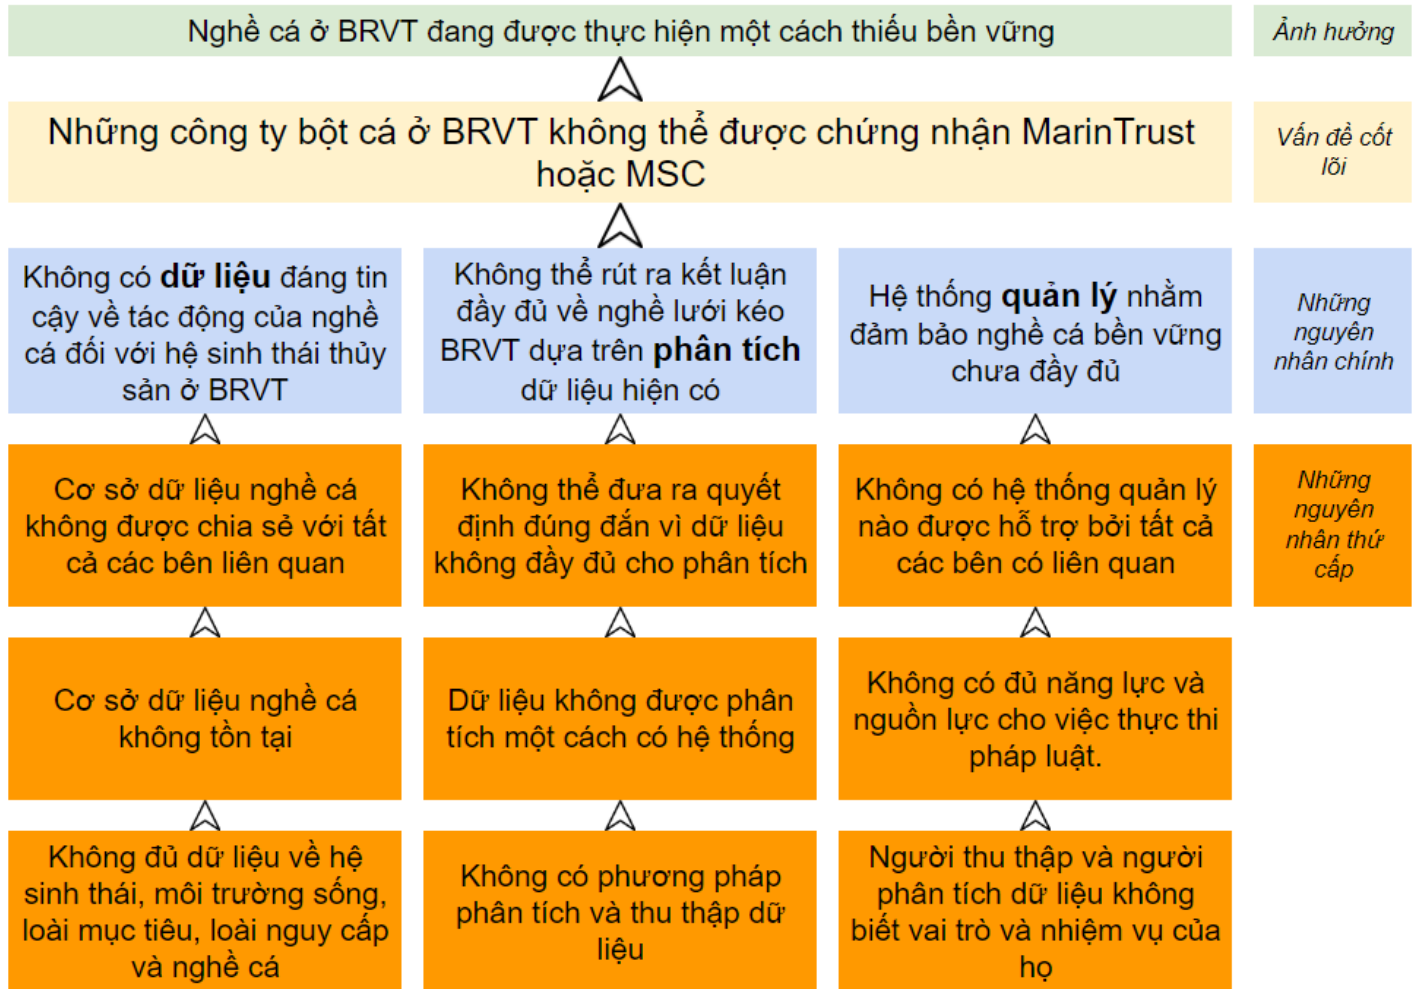 Nghề cá ở BRVT đang được thực hiện một cách thiếu bền vững
Ảnh hưởng
Những công ty bột cá ở BRVT không thể được chứng nhận MarinTrust
hoặc MSC
Vấn đề cốt
lõi
Không có dữ liệu đáng tin
cậy về tác động của nghề
cá đối với hệ sinh thái thủy
sản ở BRVT
Không thể rút ra kết luận
đầy đủ về nghề lưới kéo
BRVT dựa trên phân tích
dữ liệu hiện có
Hệ thống quản lý nhằm
đảm bảo nghề cá bền vững
chưa đầy đủ
Những
nguyên
nhân chính
Cơ sở dữ liệu nghề cá
không được chia sẻ với tất
cả các bên liên quan
Không thể đưa ra quyết
định đúng đắn vì dữ liệu
không đầy đủ cho phân tích
Không có hệ thống quản lý
nào được hỗ trợ bởi tất cả
các bên có liên quan
Những
nguyên
nhân thứ
cấp
Cơ sở dữ liệu nghề cá
không tồn tại
Dữ liệu không được phân
tích một cách có hệ thống
Không có đủ năng lực và
nguồn lực cho việc thực thi
pháp luật.
Không đủ dữ liệu về hệ
sinh thái, môi trường sống,
loài mục tiêu, loài nguy cấp
và nghề cá
Không có phương pháp
phân tích và thu thập dữ
liệu
Người thu thập và người
phân tích dữ liệu không
biết vai trò và nhiệm vụ của
họ